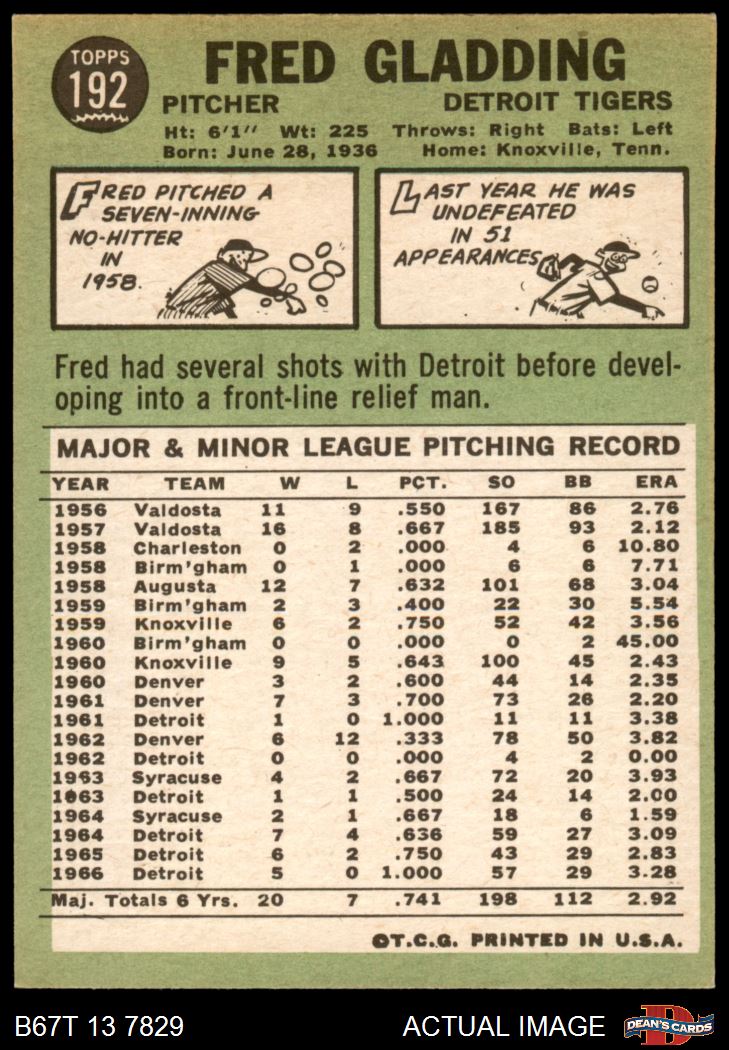 TOPPS
192
FRED GLADDING
PITCHER DETROIT TIGERS
Ht: 6'1" Wt: 225 Throws: Right Bats: Left
Born: June 28, 1936 Home: Knoxville, Tenn.
FRED PITCHED A
SEVEN-INNING
NO-HITTER
IN
1958.
LAST YEAR HE WAS
UNDEFEATED
IN 51
APPEARANCES
Fred had several shots with Detroit before devel-
oping into a front-line relief man.
MAJOR & MINOR LEAGUE PITCHING RECORD
YEAR TEAM W L PCT. SO BB ERA
1956 Valdosta 11 9 .550 167 86 2.76
1957 Valdosta 16 8 .667 185 93 2.12
1958 Charleston 0 2 .000 4 6 10.80
1958 Birm'gham 0 1 .000 6 6 7.71
1958 Augusta 12 7 .632 101 68 3.04
1959 Birm'gham 2 3 .400 22 30 5.54
1959 Knoxville 6 2 .750 52 42 3.56
1960 Birm'gham 0 0 .000 0 2 45.00
1960 Knoxville 9 5 .643 100 45 2.43
1960 Denver 3 2 .600 44 14 2.35
1961 Denver 7 3 .700 73 26 2.20
1961 Detroit 1 0 1.000 11 11 3.38
1962 Denver 6 12 .333 78 50 3.82
1962 Detroit 0 0 .000 4 2 0.00
1963 Syracuse 4 2 .667 72 20 3.93
1963 Detroit 1 1 .500 24 14 2.00
1964 Syracuse 2 1 .667 18 6 1.59
1964 Detroit 7 4 .636 59 27 3.09
1965 Detroit 6 2 .750 43 29 2.83
1966 Detroit 5 0 1.000 57 29 3.28
Maj. Totals 6 Yrs. 20 7 .741 198 112 2.92
©T.C.G. PRINTED IN U.S.A.
B67T 13 7829 ACTUAL IMAGE DEAN'S CARDS